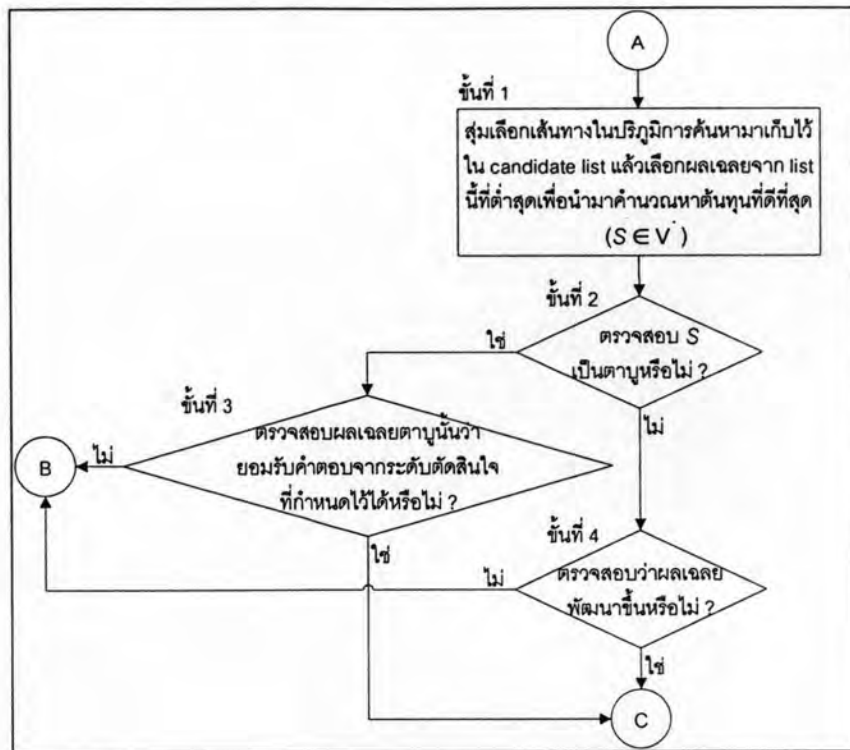 A
ขั้นที่ 1
สุ่มเลือกเส้นทางในปริภูมิการค้นหามาเก็บไว้
ใน candidate list แล้วเลือกผลเฉลยจาก list
นี้ที่ต่ำสุดเพื่อนำมาคำนวณหาต้นทุนที่ดีที่สุด
(S ∈ V*)
ขั้นที่ 2
ตรวจสอบ S
เป็นตาบูหรือไม่ ?
ใช่
ไม่
ขั้นที่ 3
ตรวจสอบผลเฉลยตาบูนั้นว่า
ยอมรับคำตอบจากระดับตัดสินใจ
ที่กำหนดไว้ได้หรือไม่ ?
ไม่
B
ใช่
ขั้นที่ 4
ตรวจสอบว่าผลเฉลย
พัฒนาขึ้นหรือไม่ ?
ไม่
ใช่
C